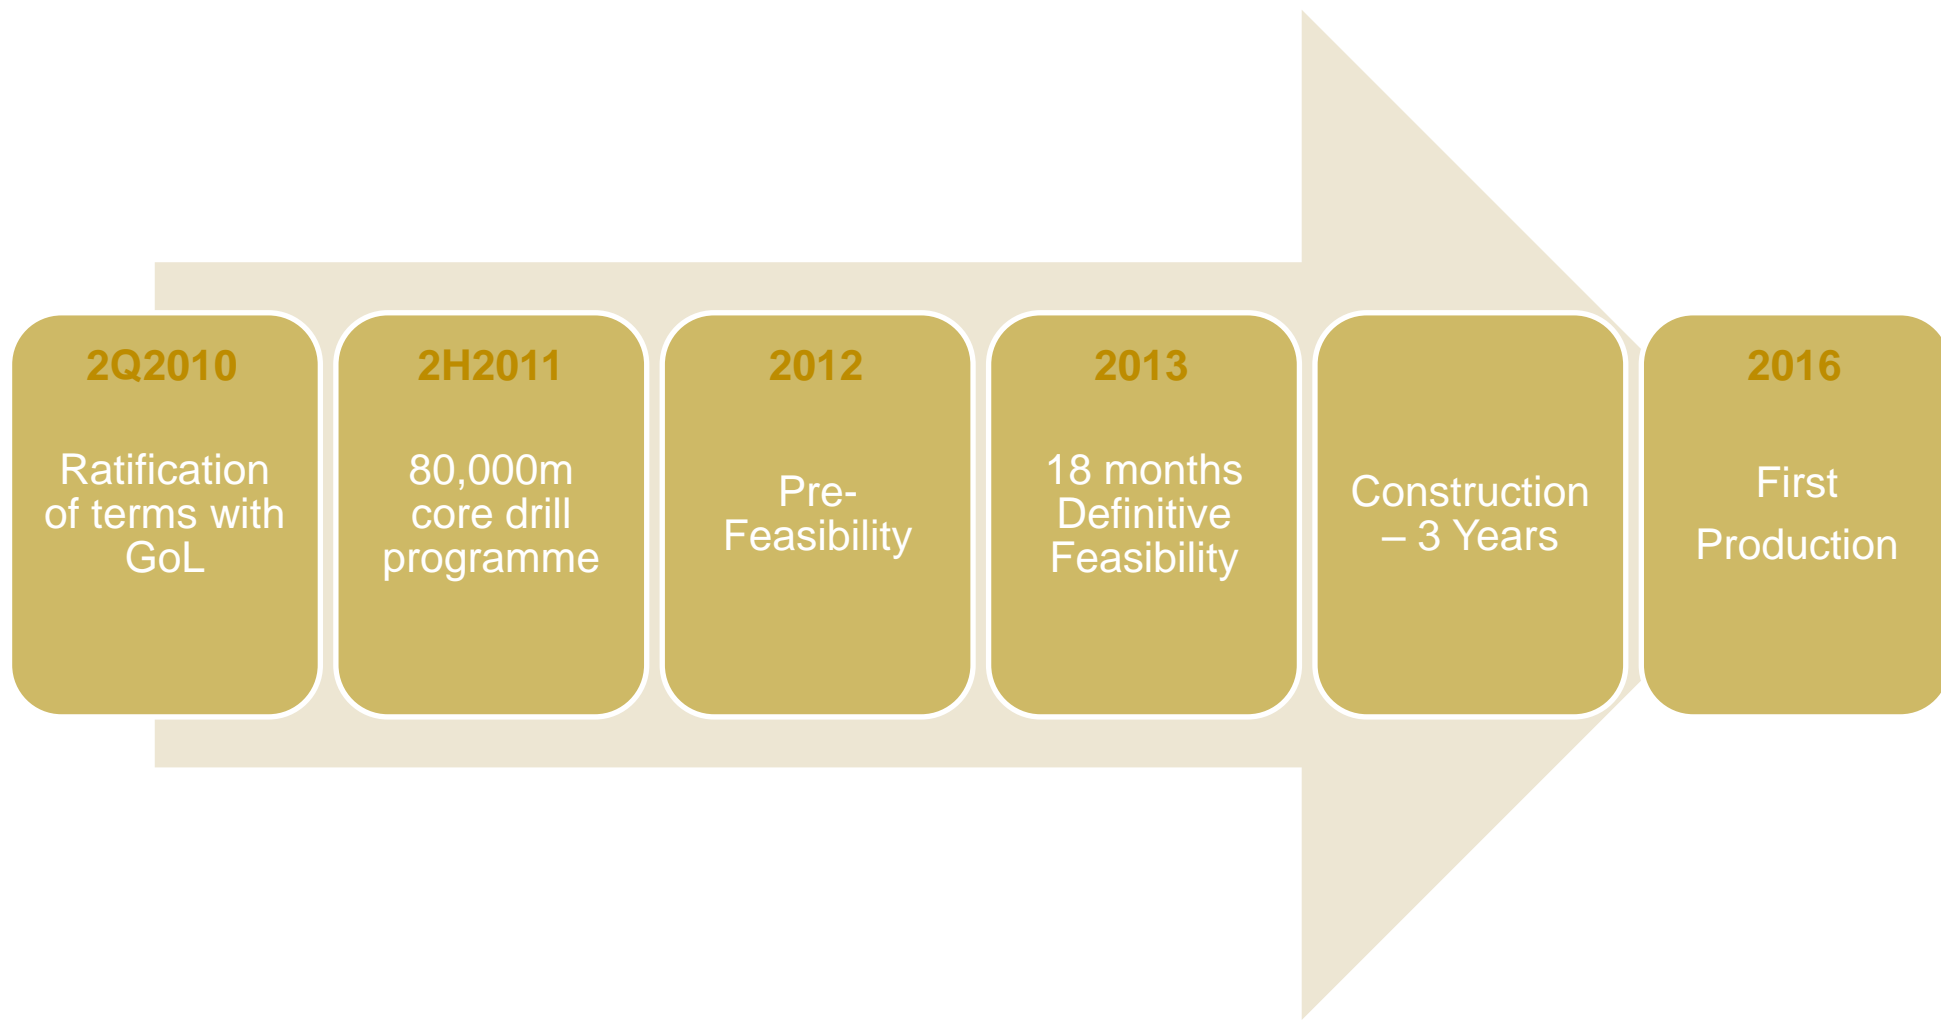 2Q2010
Ratification
of terms with
GoL
2H2011
80,000m
core drill
programme
2012
Pre-
Feasibility
2013
18 months
Definitive
Feasibility
Construction
– 3 Years
2016
First
Production